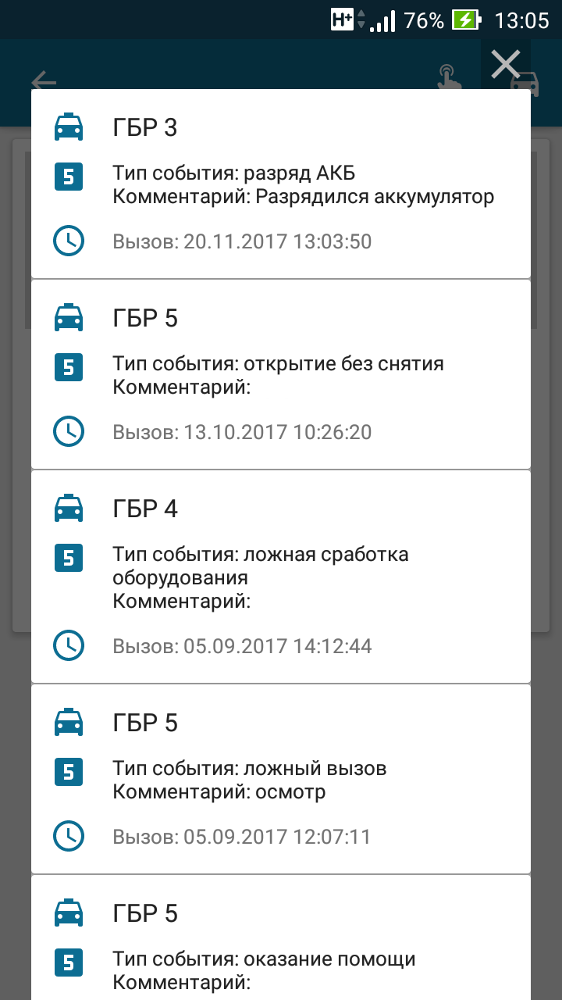 H+ 76% 13:05
ГБР 3
5
Тип события: разряд АКБ
Комментарий: Разрядился аккумулятор
Вызов: 20.11.2017 13:03:50
ГБР 5
5
Тип события: открытие без снятия
Комментарий:
Вызов: 13.10.2017 10:26:20
ГБР 4
5
Тип события: ложная сработка
оборудования
Комментарий:
Вызов: 05.09.2017 14:12:44
ГБР 5
5
Тип события: ложный вызов
Комментарий: осмотр
Вызов: 05.09.2017 12:07:11
ГБР 5
5
Тип события: оказание помощи
Комментарий: